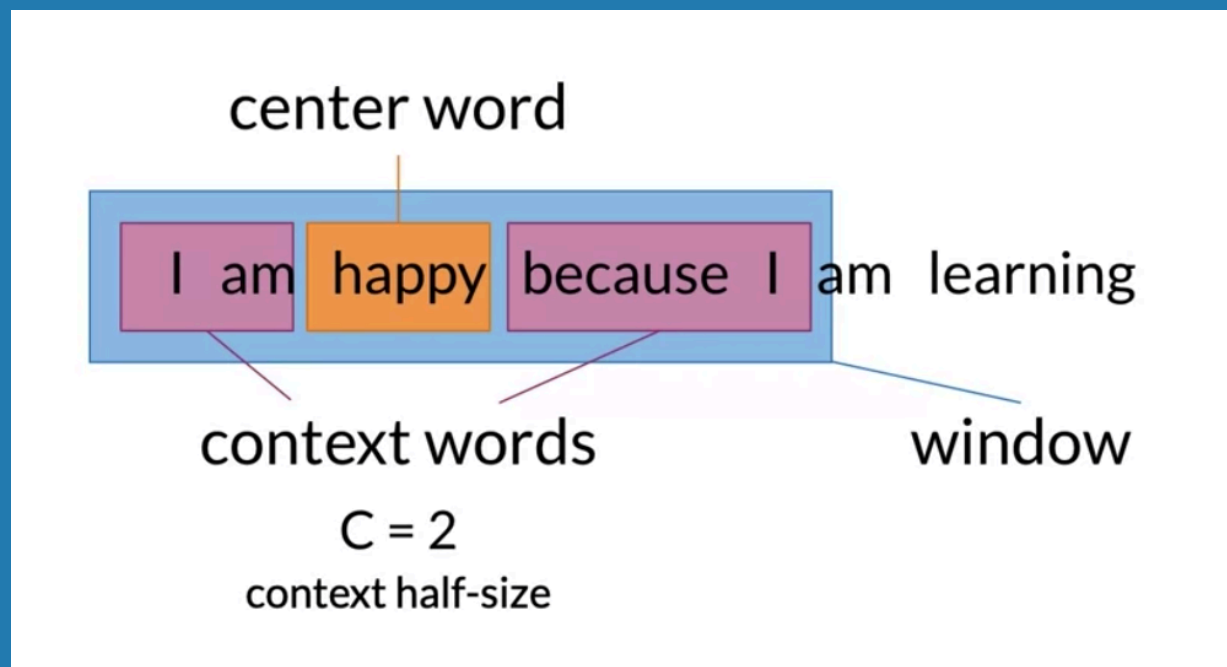 center word
I am happy because I am learning
context words
window
C = 2
context half-size